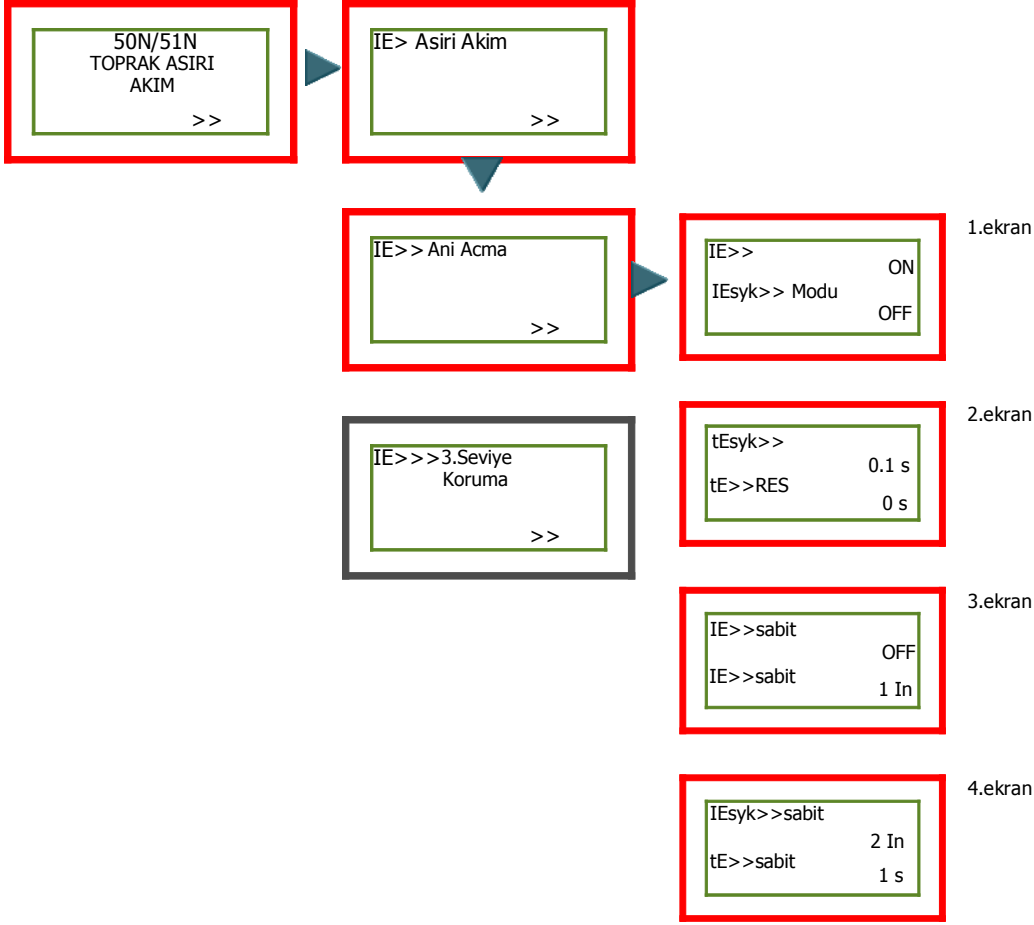 50N/51N
TOPRAK ASIRI
AKIM
>>
IE> Asiri Akim
>>
IE>> Ani Acma
>>
1.ekran
IE>>
ON
IEsyk>> Modu
OFF
2.ekran
tEsyk>>
0.1 s
tE>>RES
0 s
IE>>>3.Seviye
Koruma
>>
3.ekran
IE>>sabit
OFF
IE>>sabit
1 In
4.ekran
IEsyk>>sabit
2 In
tE>>sabit
1 s